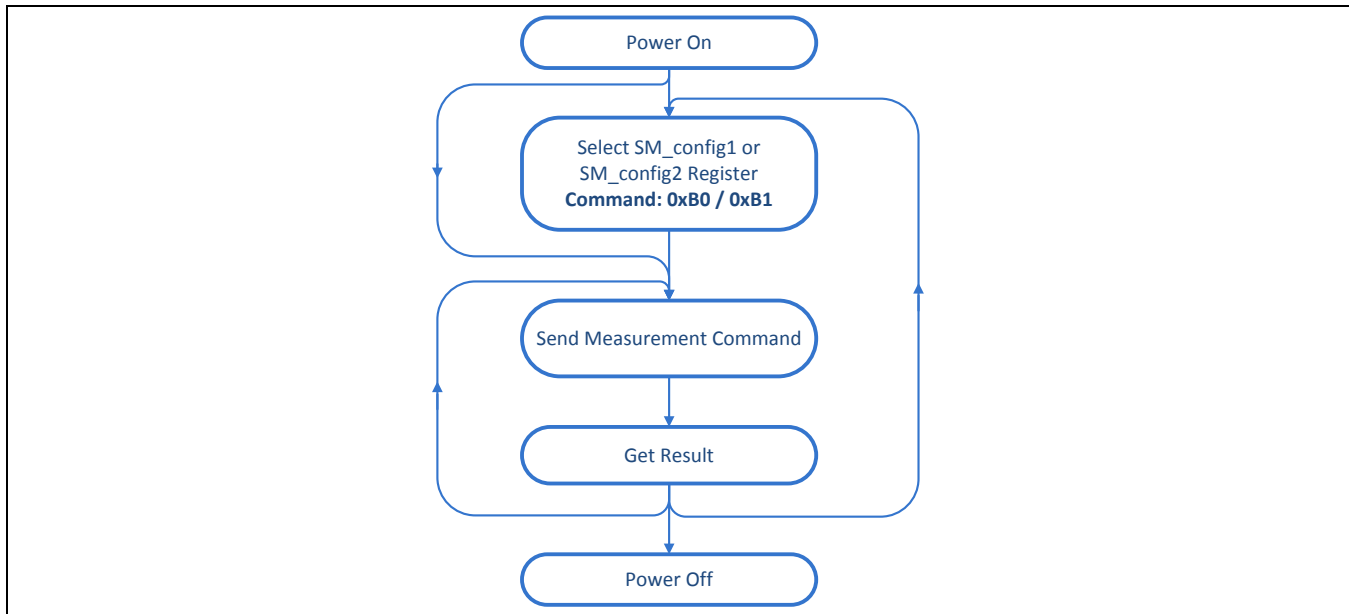 Power On
Select SM_config1 or
SM_config2 Register
Command: 0xB0 / 0xB1
Send Measurement Command
Get Result
Power Off